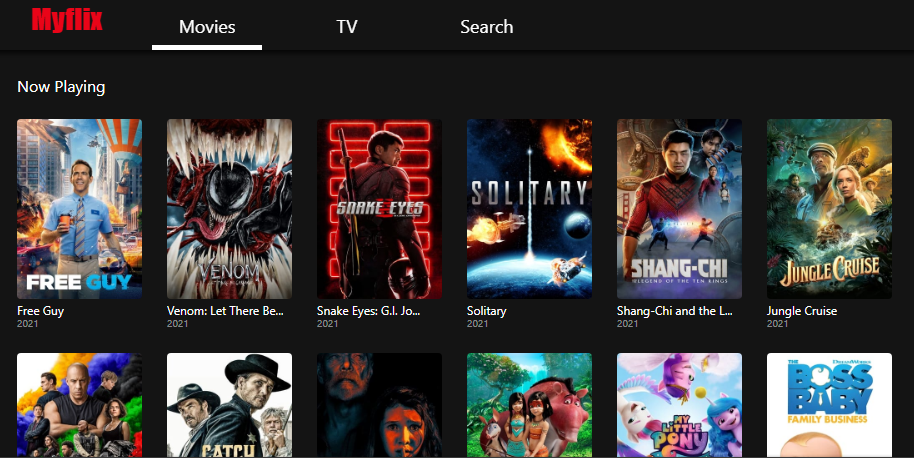 Myflix
Movies
TV
Search
Now Playing
FREE GUY
VENOM
SNAKE EYES
SOLITARY
SHANG-CHI
LEGEND OF THE TEN RINGS
JUNGLE CRUISE
Free Guy
2021
Venom: Let There Be...
2021
Snake Eyes: G.I. Jo...
2021
Solitary
2021
Shang-Chi and the L...
2021
Jungle Cruise
2021
CATCH
MY
LITTLE
PONY
THE
DREAMWORKS
BOSS
BABY
FAMILY BUSINESS